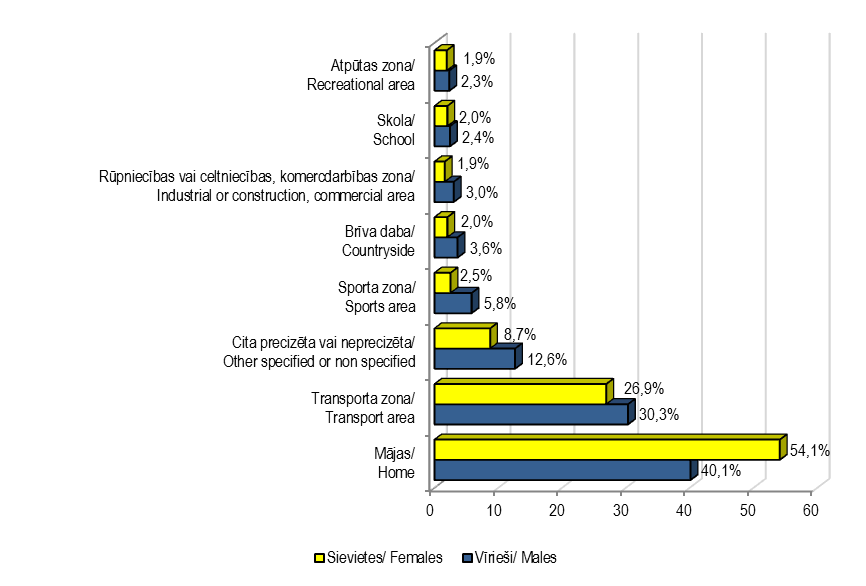 Atpūtas zona/
Recreational area
1,9%
2,3%
Skola/
School
2,0%
2,4%
Rūpniecības vai celtniecības, komercdarbības zona/
Industrial or construction, commercial area
1,9%
3,0%
Brīva daba/
Countryside
2,0%
3,6%
Sporta zona/
Sports area
2,5%
5,8%
Cita precizēta vai neprecizēta/
Other specified or non specified
8,7%
12,6%
Transporta zona/
Transport area
26,9%
30,3%
Mājas/
Home
54,1%
40,1%
0 10 20 30 40 50 60
Sievietes/ Females Vīrieši/ Males